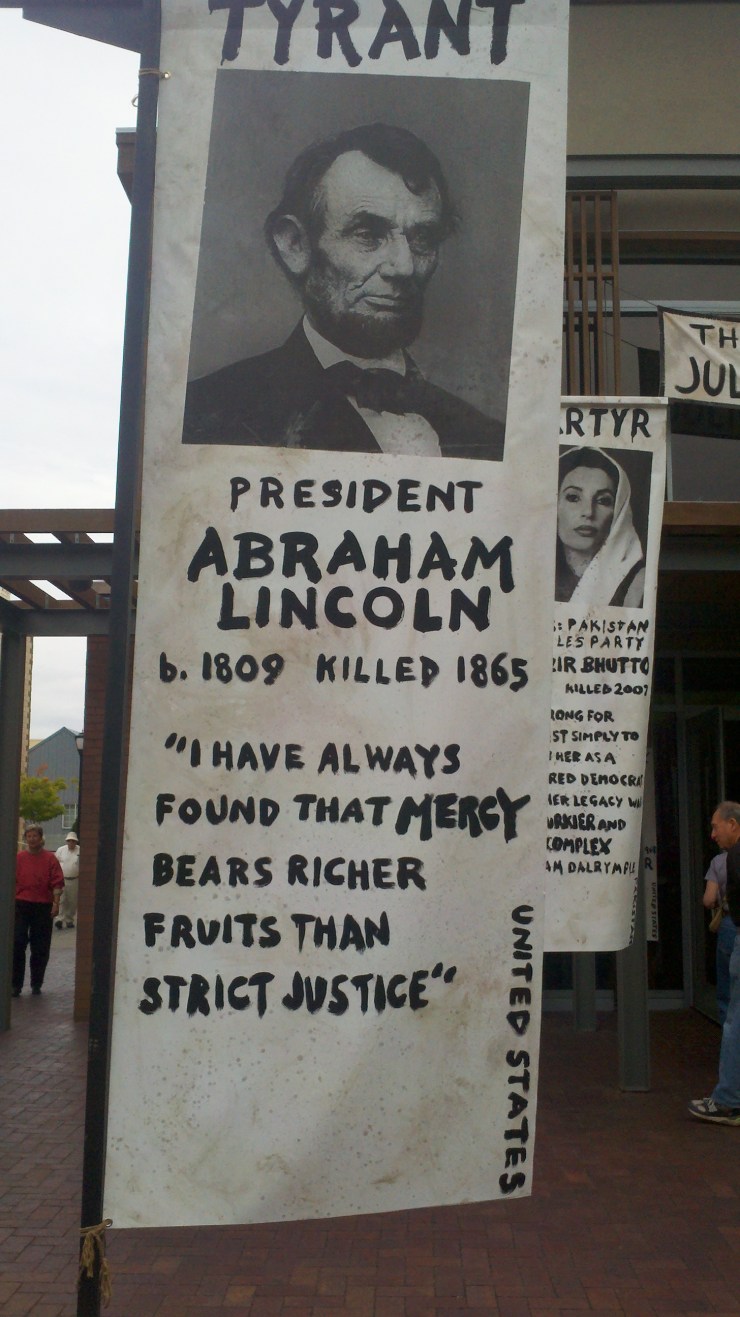 TYRANT
PRESIDENT
ABRAHAM
LINCOLN
b. 1809 KILLED 1865
"I HAVE ALWAYS
FOUND THAT MERCY
BEARS RICHER
FRUITS THAN
STRICT JUSTICE"
UNITED STATES
TH
JUL
RTYR
: PAKISTAN
LES PARTY
IR BHUTTO
KILLED 2007
RONG FOR
ST SIMPLY TO
HER AS A
RED DEMOCRA
HER LEGACY W
URKIER AND
COMPLEX
AM DALRYMPLE